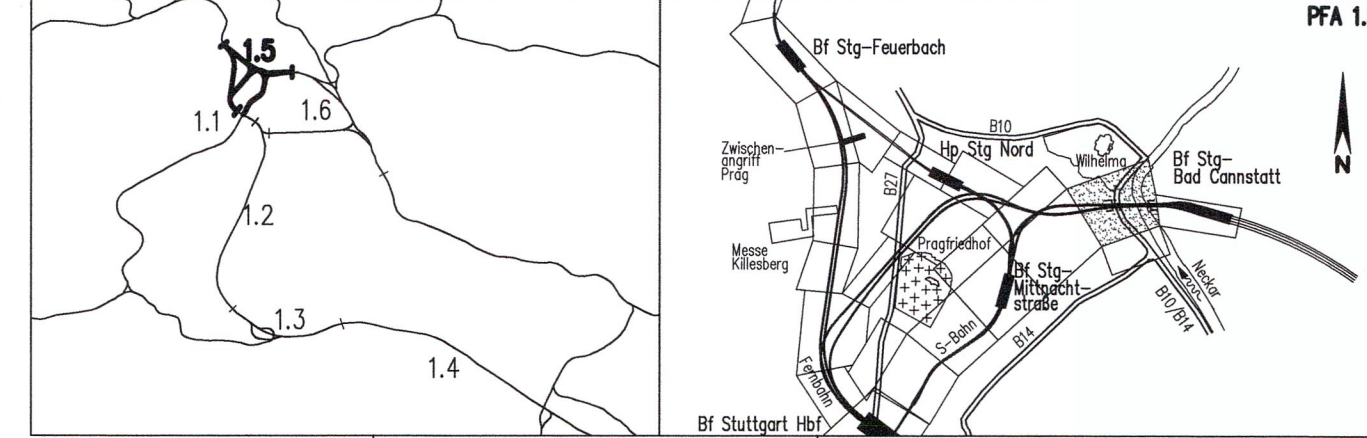 1.5
1.6
1.1
1.2
1.3
1.4
PFA 1.
Bf Stg-Feuerbach
B10
Zwischen-
angriff
Prag
Hp Stg Nord
Wilhelma
Bf Stg-
Bad Cannstatt
B27
N
Messe
Killesberg
Pragfriedhof
Bf Stg-
Mittnacht-
straße
Neckar
B10/B14
S-Bahn
B14
Fernbahn
Bf Stuttgart Hbf